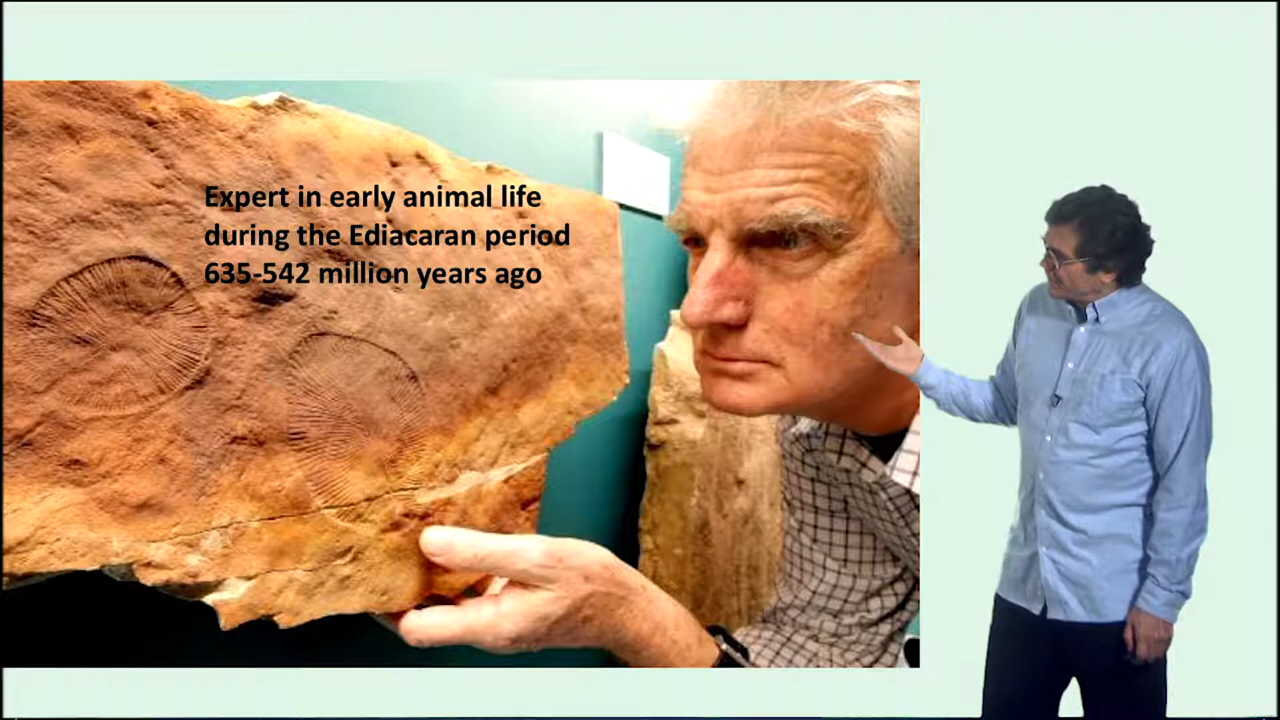 Expert in early animal life
during the Ediacaran period
635-542 million years ago